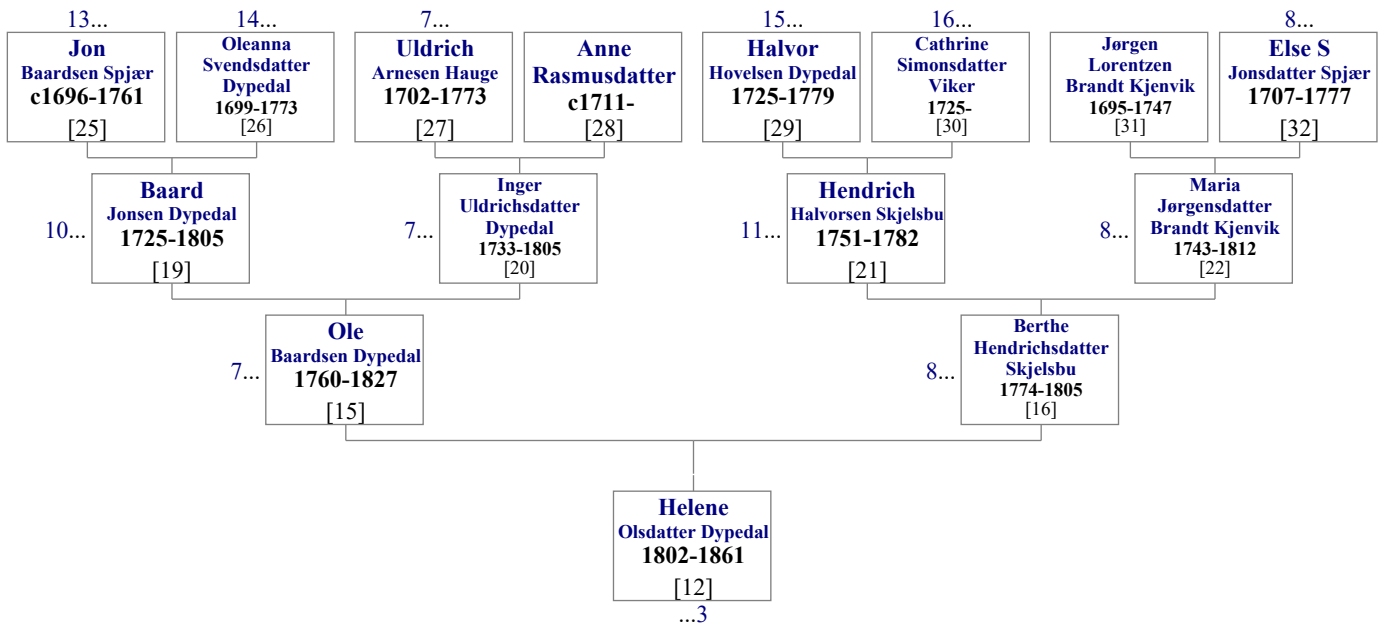 13...
14...
7...
15...
16...
8...
Jon
Baardsen Spjær
c1696-1761
[25]
Oleanna
Svendsdatter
Dypedal
1699-1773
[26]
Uldrich
Arnesen Hauge
1702-1773
[27]
Anne
Rasmusdatter
c1711-
[28]
Halvor
Hovelsen Dypedal
1725-1779
[29]
Cathrine
Simonsdatter
Viker
1725-
[30]
Jørgen
Lorentzen
Brandt Kjenvik
1695-1747
[31]
Else S
Jonsdatter Spjær
1707-1777
[32]
10...
Baard
Jonsen Dypedal
1725-1805
[19]
7...
Inger
Uldrichsdatter
Dypedal
1733-1805
[20]
11...
Hendrich
Halvorsen Skjelsbu
1751-1782
[21]
8...
Maria
Jørgensdatter
Brandt Kjenvik
1743-1812
[22]
7...
Ole
Baardsen Dypedal
1760-1827
[15]
8...
Berthe
Hendrichsdatter
Skjelsbu
1774-1805
[16]
Helene
Olsdatter Dypedal
1802-1861
[12]
...3